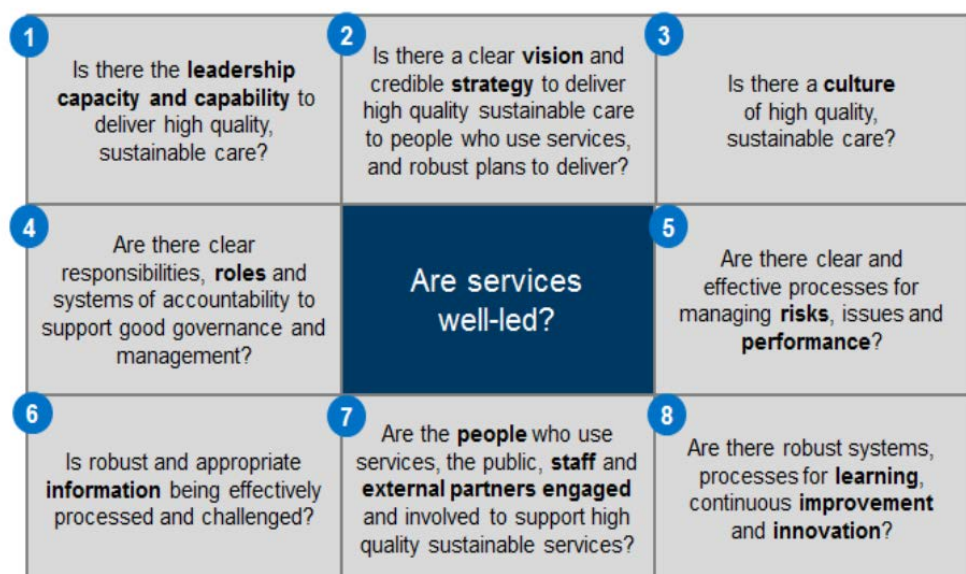 1
Is there the leadership
capacity and capability to
deliver high quality,
sustainable care?
2
Is there a clear vision and
credible strategy to deliver
high quality sustainable care
to people who use services,
and robust plans to deliver?
3
Is there a culture
of high quality,
sustainable care?
4
Are there clear
responsibilities, roles and
systems of accountability to
support good governance and
management?
Are services
well-led?
5
Are there clear and
effective processes for
managing risks, issues and
performance?
6
Is robust and appropriate
information being effectively
processed and challenged?
7
Are the people who use
services, the public, staff and
external partners engaged
and involved to support high
quality sustainable services?
8
Are there robust systems,
processes for learning,
continuous improvement
and innovation?